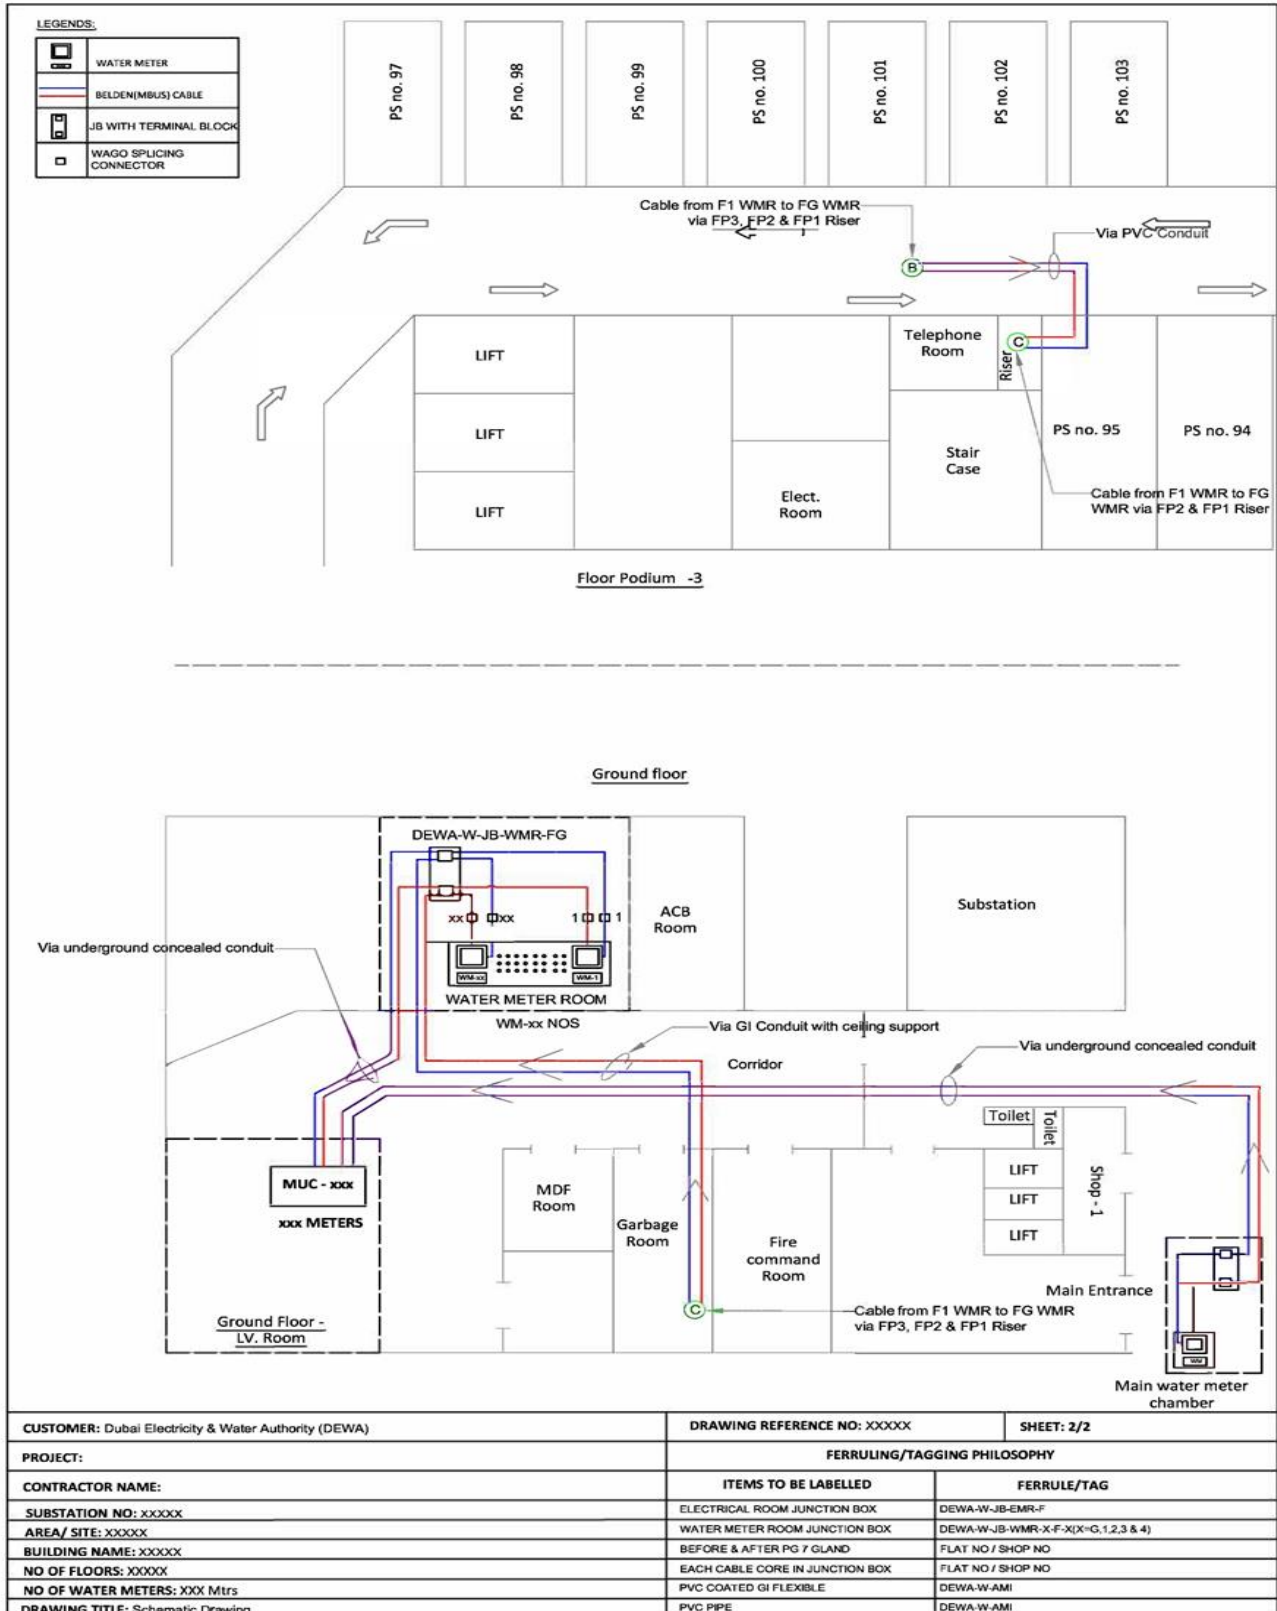 LEGENDS:
WATER METER
BELDEN(MBUS) CABLE
JB WITH TERMINAL BLOCK
WAGO SPLICING
CONNECTOR
PS no. 97
PS no. 98
PS no. 99
PS no. 100
PS no. 101
PS no. 102
PS no. 103
Cable from F1 WMR to FG WMR
via FP3, FP2 & FP1 Riser
Via PVC Conduit
B
Telephone
Room
Riser
C
LIFT
LIFT
LIFT
Elect.
Room
Stair
Case
PS no. 95
PS no. 94
Cable from F1 WMR to FG
WMR via FP2 & FP1 Riser
Floor Podium -3
Ground floor
DEWA-W-JB-WMR-FG
xx
xx
1
1
WM-xx
WM-1
WATER METER ROOM
WM-xx NOS
ACB
Room
Substation
Via underground concealed conduit
Via GI Conduit with ceiling support
Corridor
Via underground concealed conduit
Toilet
Toilet
LIFT
LIFT
LIFT
Shop - 1
MUC - xxx
xxx METERS
Ground Floor -
LV. Room
MDF
Room
Garbage
Room
Fire
command
Room
C
Cable from F1 WMR to FG WMR
via FP3, FP2 & FP1 Riser
Main Entrance
WM
Main water meter
chamber
CUSTOMER: Dubai Electricity & Water Authority (DEWA)
DRAWING REFERENCE NO: XXXXX
SHEET: 2/2
PROJECT:
FERRULING/TAGGING PHILOSOPHY
CONTRACTOR NAME:
ITEMS TO BE LABELLED
FERRULE/TAG
SUBSTATION NO: XXXXX
ELECTRICAL ROOM JUNCTION BOX
DEWA-W-JB-EMR-F
AREA/ SITE: XXXXX
WATER METER ROOM JUNCTION BOX
DEWA-W-JB-WMR-X-F-X(X=G,1,2,3 & 4)
BUILDING NAME: XXXXX
BEFORE & AFTER PG 7 GLAND
FLAT NO / SHOP NO
NO OF FLOORS: XXXXX
EACH CABLE CORE IN JUNCTION BOX
FLAT NO / SHOP NO
NO OF WATER METERS: XXX Mtrs
PVC COATED GI FLEXIBLE
DEWA-W-AMI
DRAWING TITLE: Schematic Drawing
PVC PIPE
DEWA-W-AMI